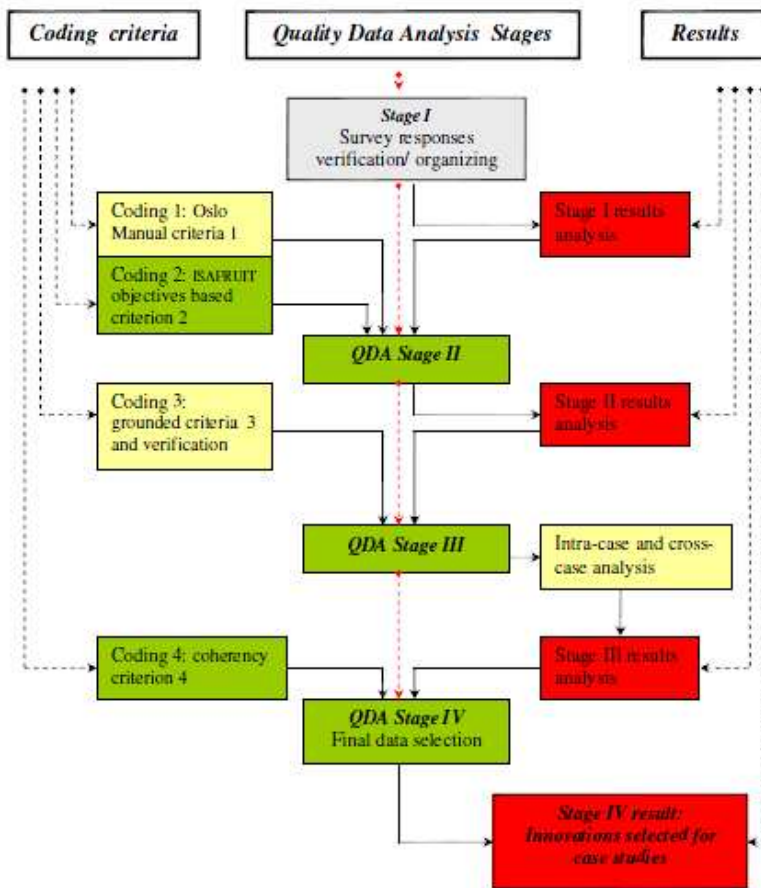 Coding criteria
Quality Data Analysis Stages
Results
Stage I
Survey responses
verification/ organizing
Coding 1: Oslo
Manual criteria 1
Stage I results
analysis
Coding 2: ISAFRUIT
objectives based
criterion 2
QDA Stage II
Coding 3:
grounded criteria 3
and verification
Stage II results
analysis
QDA Stage III
Intra-case and cross-
case analysis
Coding 4: coherency
criterion 4
Stage III results
analysis
QDA Stage IV
Final data selection
Stage IV result:
Innovations selected for
case studies